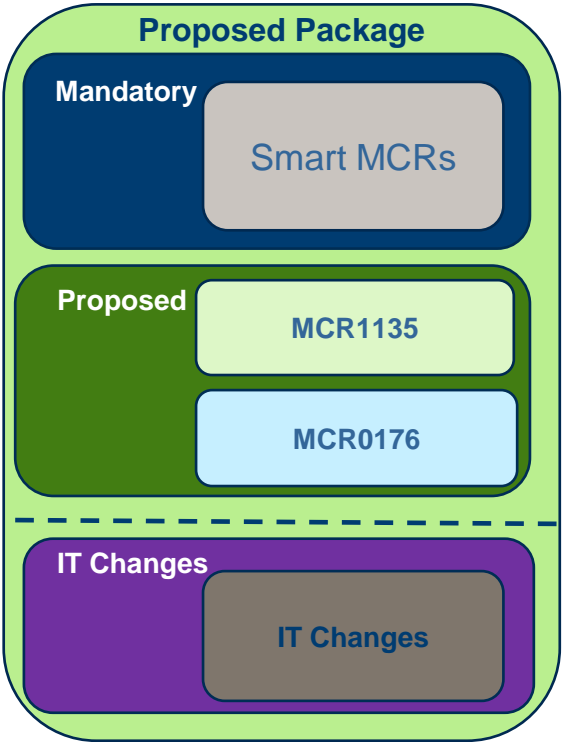 Proposed Package
Mandatory
Smart MCRs
Proposed
MCR1135
MCR0176
IT Changes
IT Changes